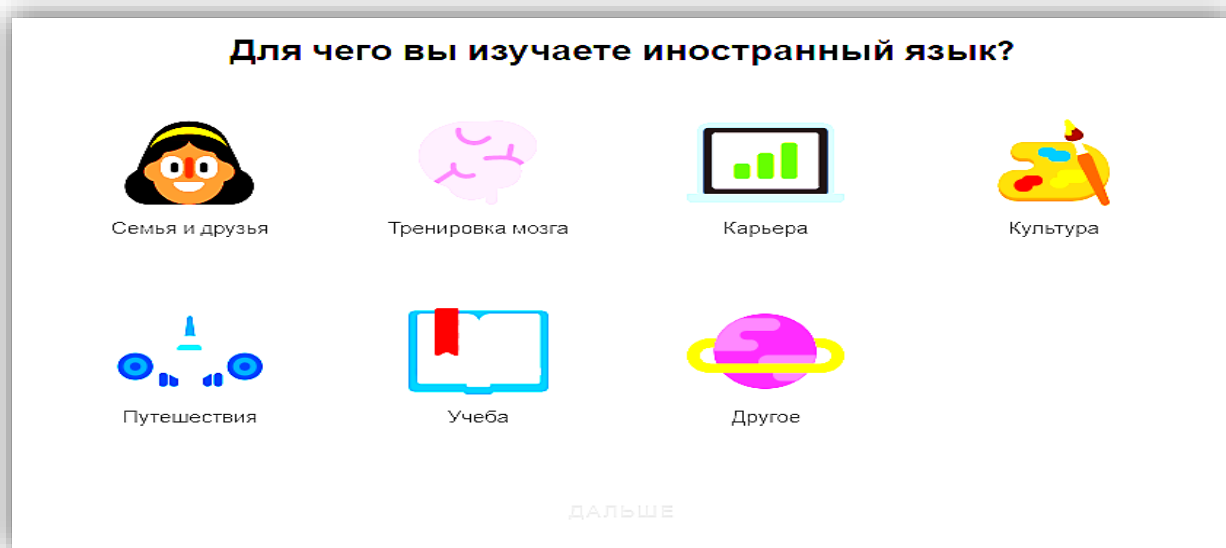 Для чего вы изучаете иностранный язык?
Семья и друзья
Тренировка мозга
Карьера
Культура
Путешествия
Учеба
Другое
ДАЛЬШЕ